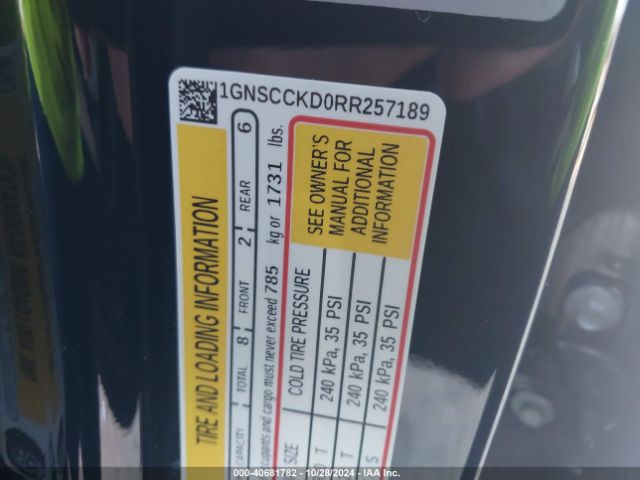 1GNSCCKD0RR257189
TIRE AND LOADING INFORMATION
CAPACITY TOTAL 8 FRONT 2 REAR 6
cupants and cargo must never exceed 785 kg or 1731 lbs.
SIZE COLD TIRE PRESSURE
T 240 kPa, 35 PSI
T 240 kPa, 35 PSI
S 240 kPa, 35 PSI
SEE OWNER'S
MANUAL FOR
ADDITIONAL
INFORMATION
000-40681782 - 10/28/2024 - IAA Inc.